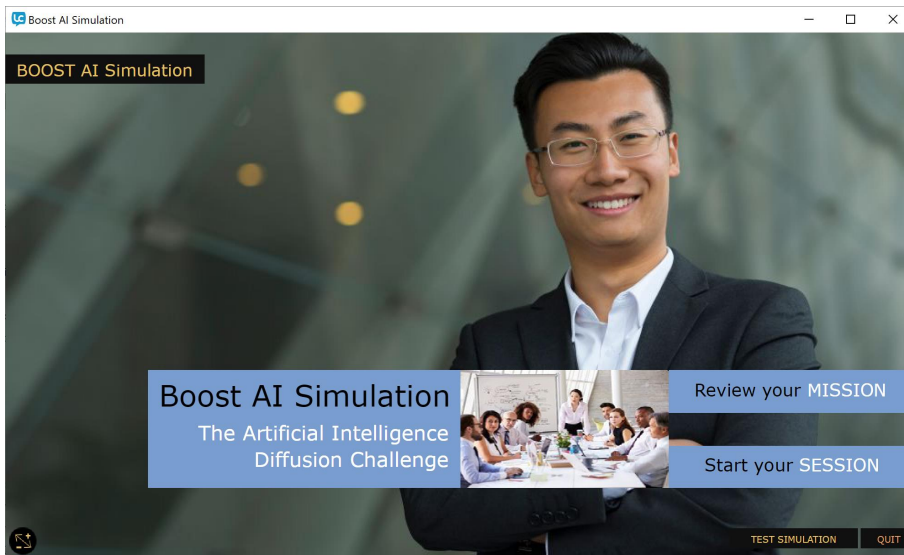 Boost AI Simulation
BOOST AI Simulation
Boost AI Simulation
The Artificial Intelligence
Diffusion Challenge
Review your MISSION
Start your SESSION
TEST SIMULATION
QUIT